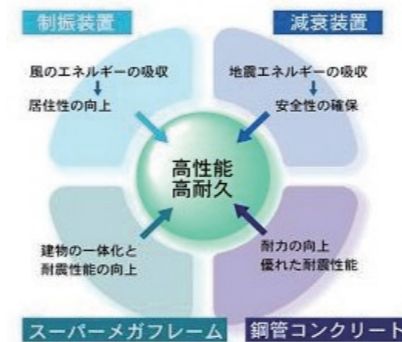 制振装置
減衰装置
風のエネルギーの吸収
↓
居住性の向上
地震エネルギーの吸収
↓
安全性の確保
高性能
高耐久
建物の一体化と
耐震性能の向上
耐力の向上
優れた耐震性能
スーパーメガフレーム
鋼管コンクリート